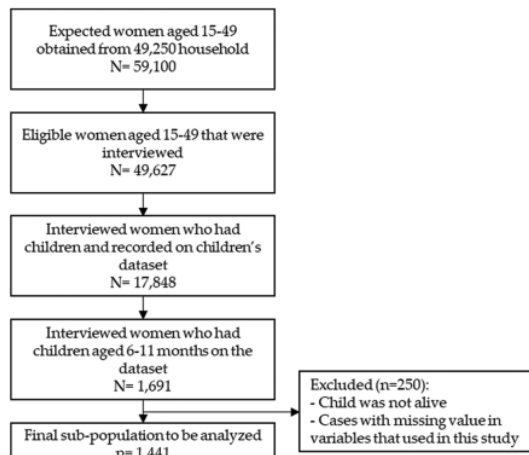 Expected women aged 15-49
obtained from 49,250 household
N= 59,100
Eligible women aged 15-49 that were
interviewed
N= 49,627
Interviewed women who had
children and recorded on children's
dataset
N= 17,848
Interviewed women who had
children aged 6-11 months on the
dataset
N= 1,691
Excluded (n=250):
- Child was not alive
- Cases with missing value in
variables that used in this study
Final sub-population to be analyzed
n= 1,441